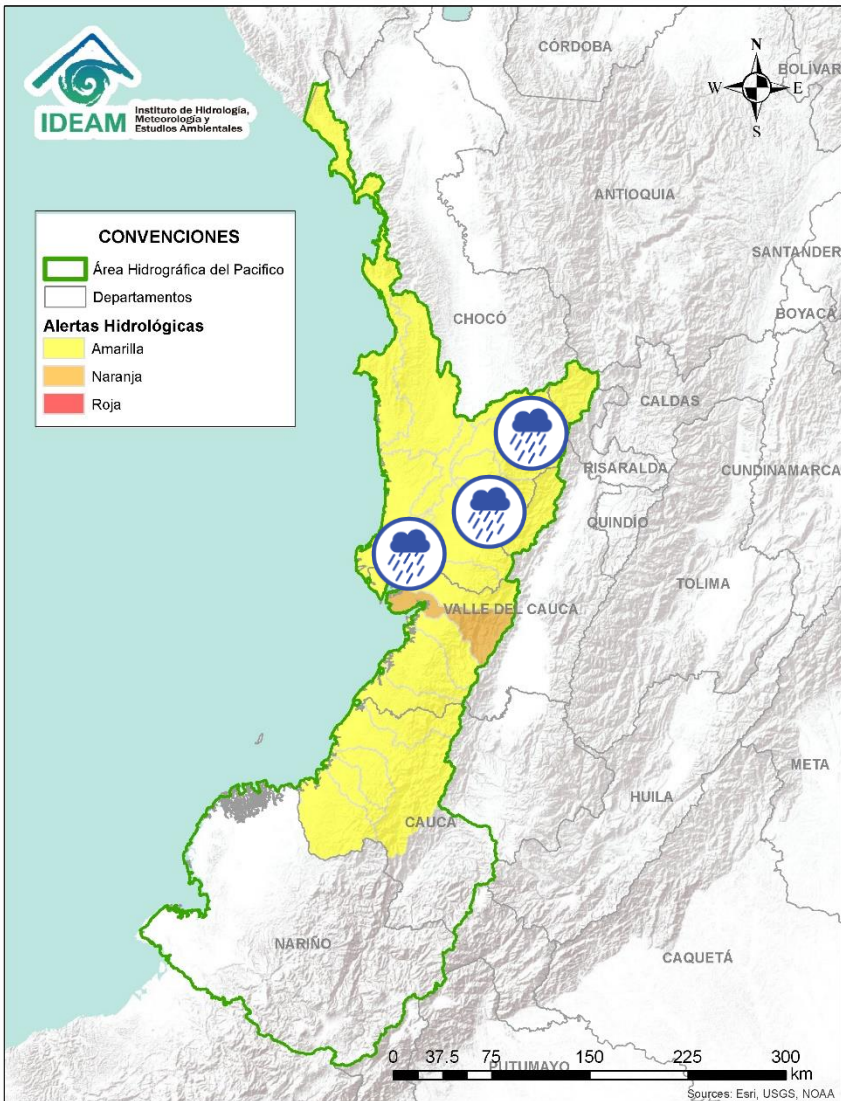 IDEAM
Instituto de Hidrología,
Meteorología y
Estudios Ambientales
CÓRDOBA
N
BOLÍVAR
W
E
S
ANTIOQUIA
CONVENCIONES
Área Hidrográfica del Pacifico
Departamentos
Alertas Hidrológicas
Amarilla
Naranja
Roja
SANTANDER
BOYACÁ
CHOCÓ
CALDAS
RISARALDA
CUNDINAMARCA
QUINDÍO
TOLIMA
VALLE DEL CAUCA
META
HUILA
CAUCA
NARIÑO
CAQUETÁ
PUTUMAYO
0 37.5 75 150 225 300
km
Sources: Esri, USGS, NOAA